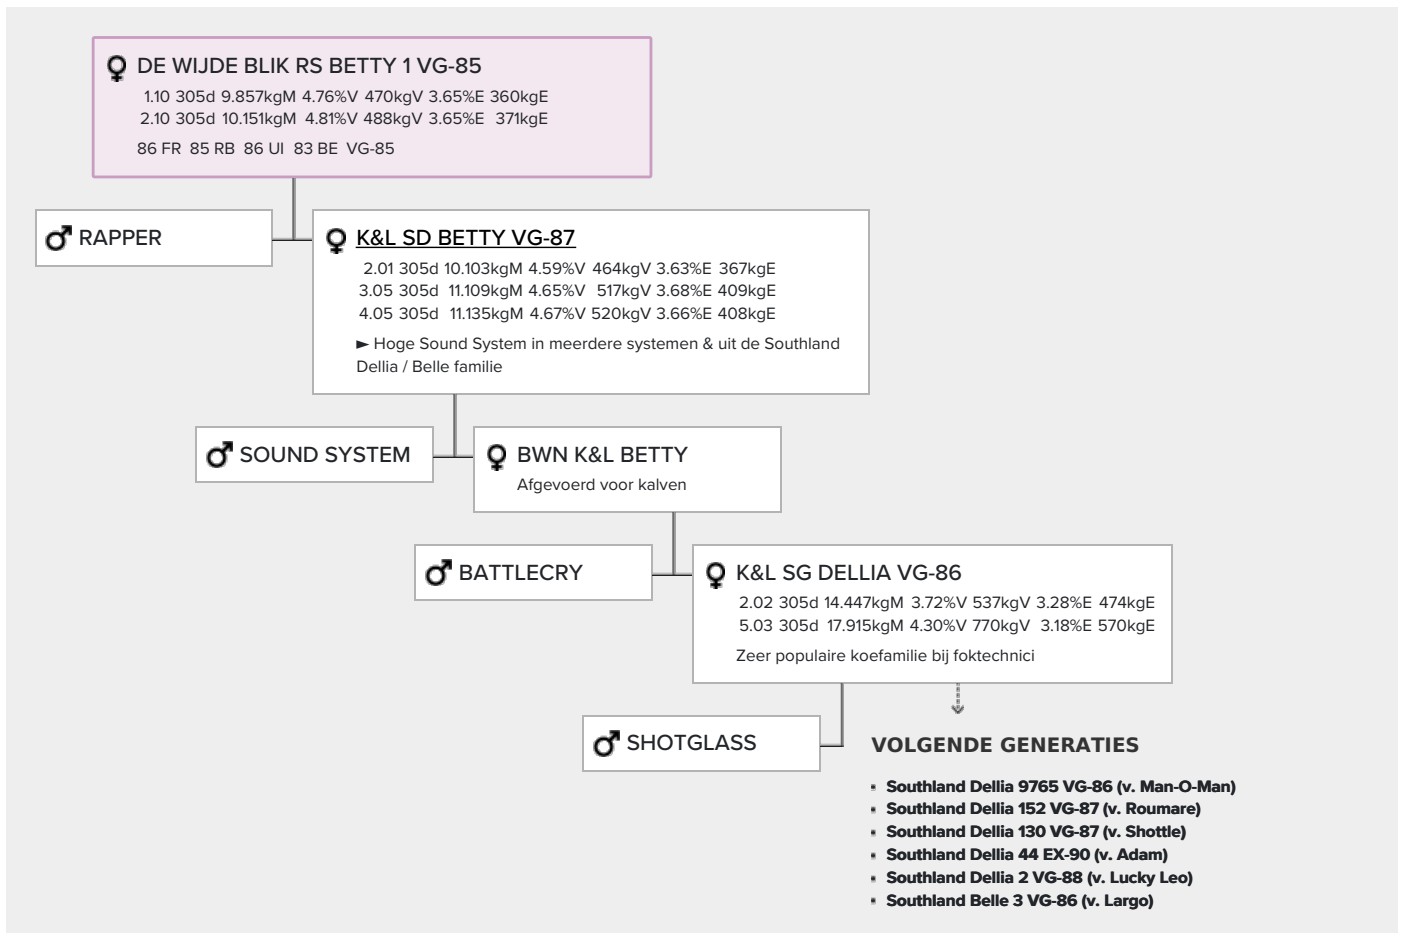 DE WIJDE BLIK RS BETTY 1 VG-85
1.10 305d 9.857kgM 4.76%V 470kgV 3.65%E 360kgE
2.10 305d 10.151kgM 4.81%V 488kgV 3.65%E 371kgE
86 FR 85 RB 86 UI 83 BE VG-85
RAPPER
K&L SD BETTY VG-87
2.01 305d 10.103kgM 4.59%V 464kgV 3.63%E 367kgE
3.05 305d 11.109kgM 4.65%V 517kgV 3.68%E 409kgE
4.05 305d 11.135kgM 4.67%V 520kgV 3.66%E 408kgE
► Hoge Sound System in meerdere systemen & uit de Southland
Dellia / Belle familie
SOUND SYSTEM
BWN K&L BETTY
Afgevoerd voor kalven
BATTLECRY
K&L SG DELLIA VG-86
2.02 305d 14.447kgM 3.72%V 537kgV 3.28%E 474kgE
5.03 305d 17.915kgM 4.30%V 770kgV 3.18%E 570kgE
Zeer populaire koefamilie bij foktechnici
SHOTGLASS
VOLGENDE GENERATIES
Southland Dellia 9765 VG-86 (v. Man-O-Man)
Southland Dellia 152 VG-87 (v. Roumare)
Southland Dellia 130 VG-87 (v. Shottle)
Southland Dellia 44 EX-90 (v. Adam)
Southland Dellia 2 VG-88 (v. Lucky Leo)
Southland Belle 3 VG-86 (v. Largo)